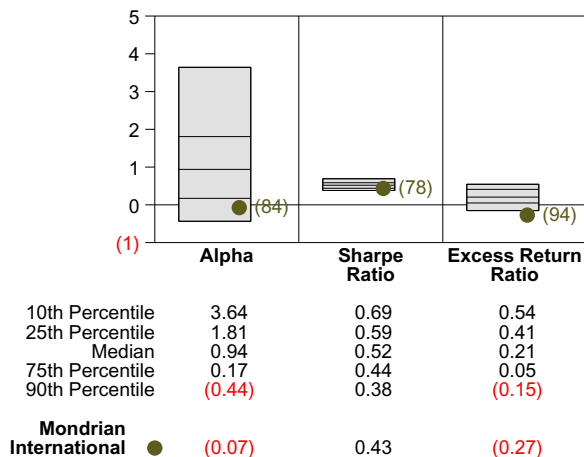 5
4
3
2
1
0
(1)
(84)
(78)
(94)
Alpha Sharpe Ratio Excess Return Ratio
10th Percentile 3.64 0.69 0.54
25th Percentile 1.81 0.59 0.41
Median 0.94 0.52 0.21
75th Percentile 0.17 0.44 0.05
90th Percentile (0.44) 0.38 (0.15)
Mondrian
International (0.07) 0.43 (0.27)